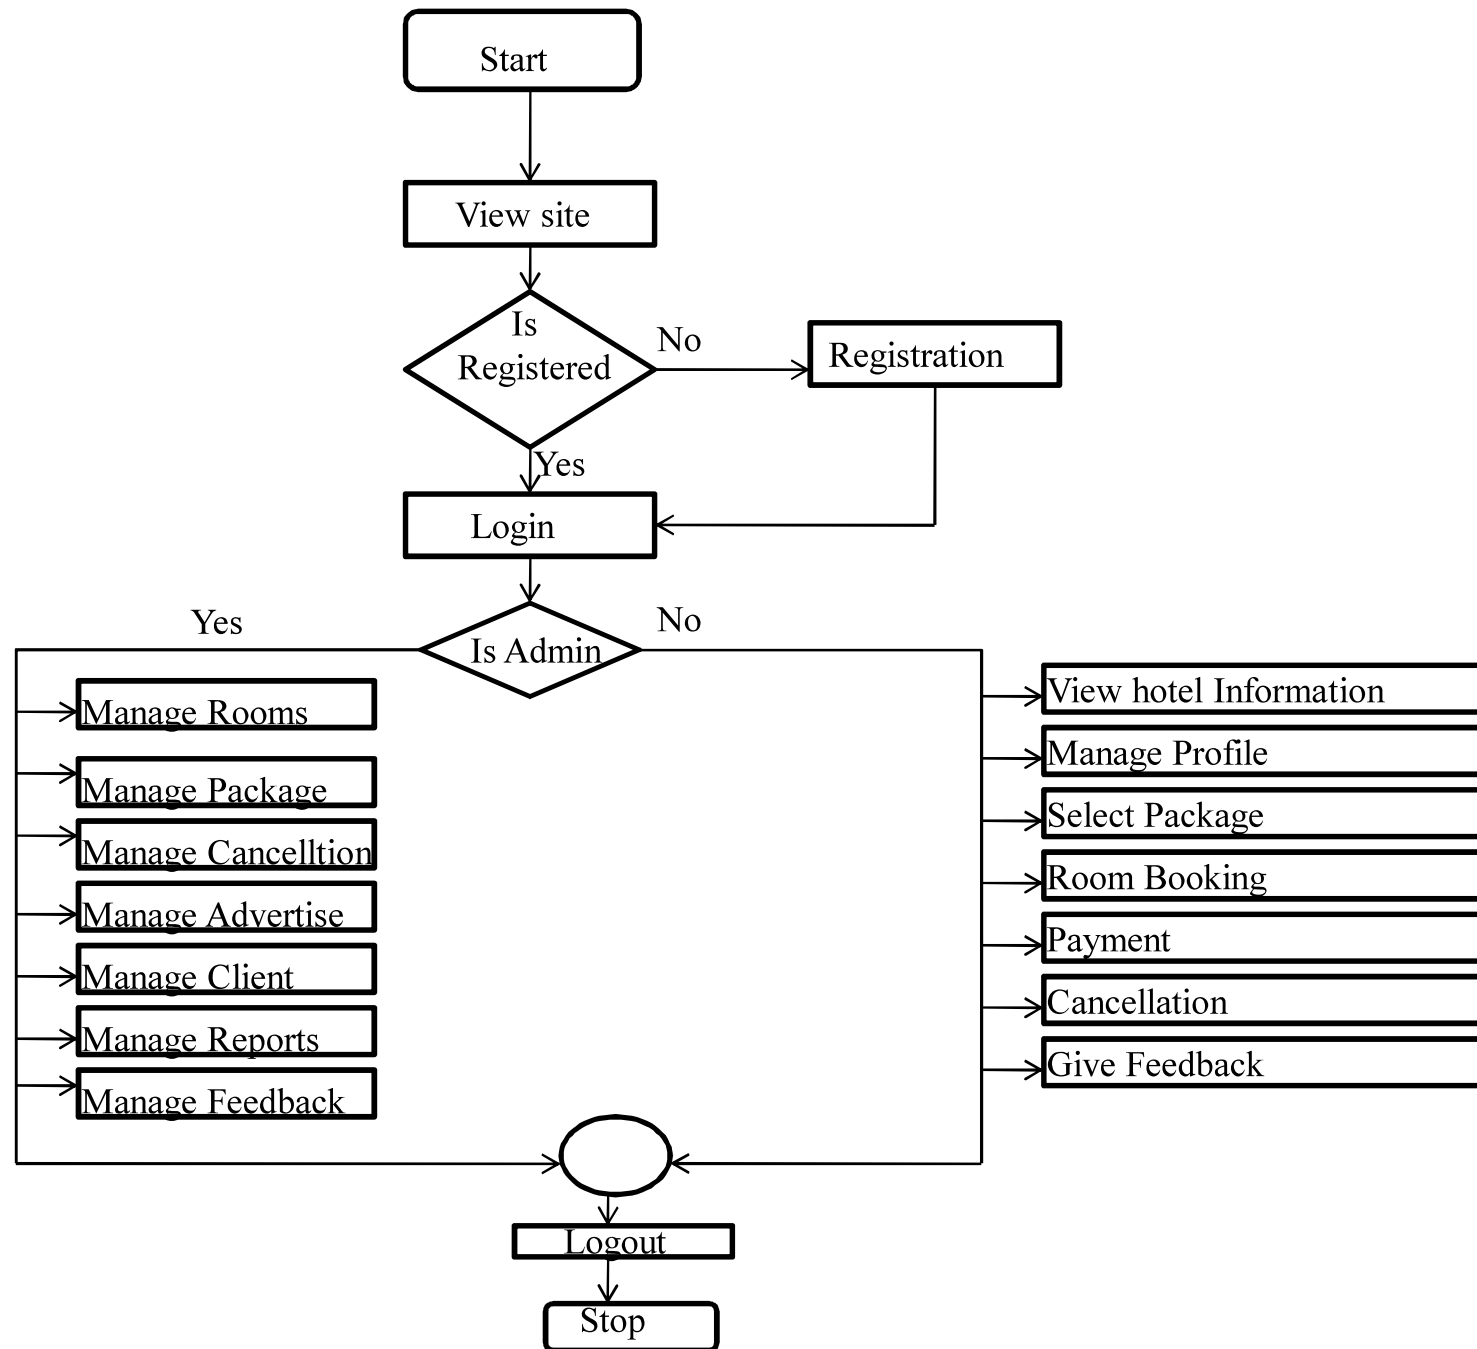 Start
View site
Is
Registered
No
Registration
Yes
Login
Yes
Is Admin
No
Manage Rooms
Manage Package
Manage Cancelltion
Manage Advertise
Manage Client
Manage Reports
Manage Feedback
View hotel Information
Manage Profile
Select Package
Room Booking
Payment
Cancellation
Give Feedback
Logout
Stop